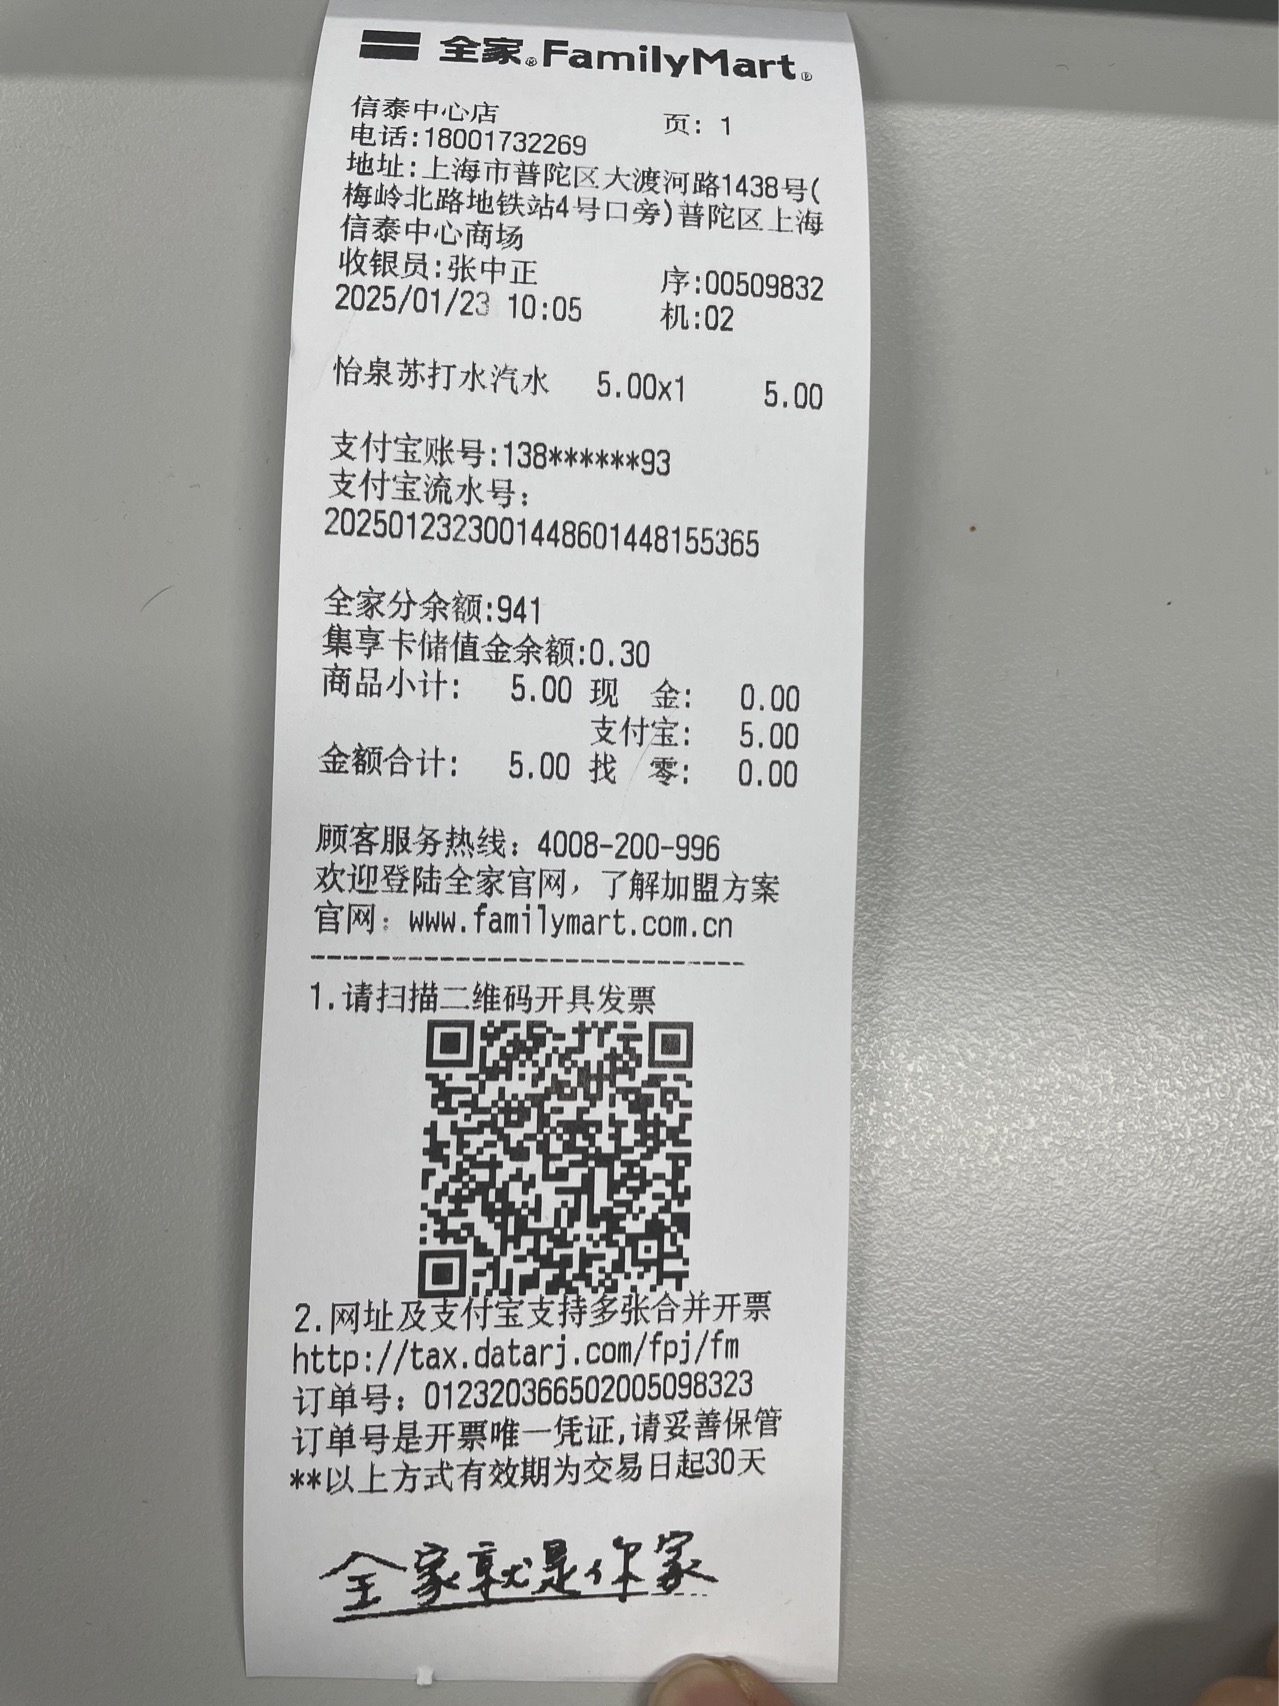 全家®FamilyMart®
信泰中心店 页: 1
电话:18001732269
地址:上海市普陀区大渡河路1438号(
梅岭北路地铁站4号口旁)普陀区上海
信泰中心商场
收银员:张中正 序:00509832
2025/01/23 10:05 机:02
怡泉苏打水汽水 5.00x1 5.00
支付宝账号:138******93
支付宝流水号:
2025012323001448601448155365
全家分余额:941
集享卡储值金余额:0.30
商品小计: 5.00 现 金: 0.00
支付宝: 5.00
金额合计: 5.00 找 零: 0.00
顾客服务热线: 4008-200-996
欢迎登陆全家官网, 了解加盟方案
官网: www.familymart.com.cn
----------------------------
1.请扫描二维码开具发票
2.网址及支付宝支持多张合并开票
http://tax.datarj.com/fpj/fm
订单号: 012320366502005098323
订单号是开票唯一凭证,请妥善保管
**以上方式有效期为交易日起30天
全家就是你家